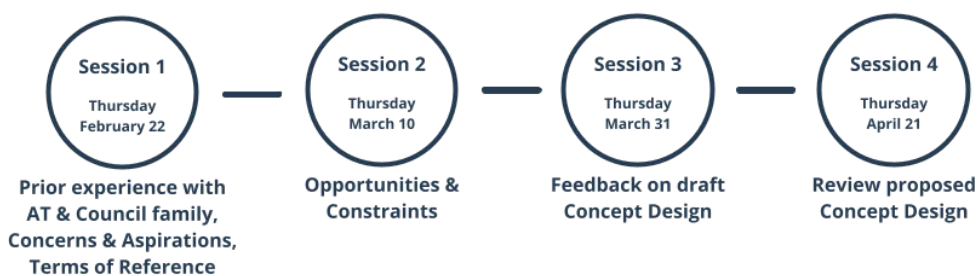 Session 1
Thursday
February 22
Prior experience with
AT & Council family,
Concerns & Aspirations,
Terms of Reference
Session 2
Thursday
March 10
Opportunities &
Constraints
Session 3
Thursday
March 31
Feedback on draft
Concept Design
Session 4
Thursday
April 21
Review proposed
Concept Design